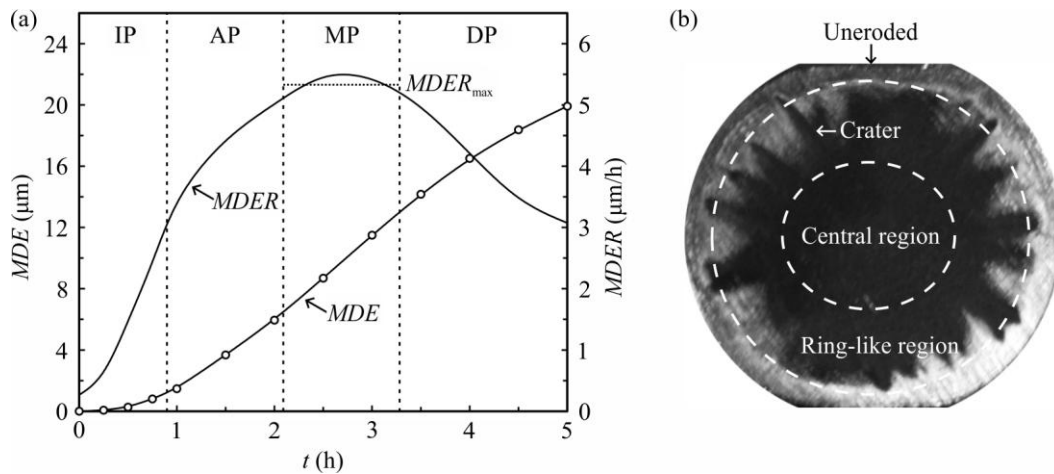 (a)
IP AP MP DP
MDER_max
MDER
MDE
24
20
16
12
8
4
0
MDE (μm)
6
5
4
3
2
1
0
MDER (μm/h)
0 1 2 3 4 5
t (h)
(b)
Uneroded
Crater
Central region
Ring-like region